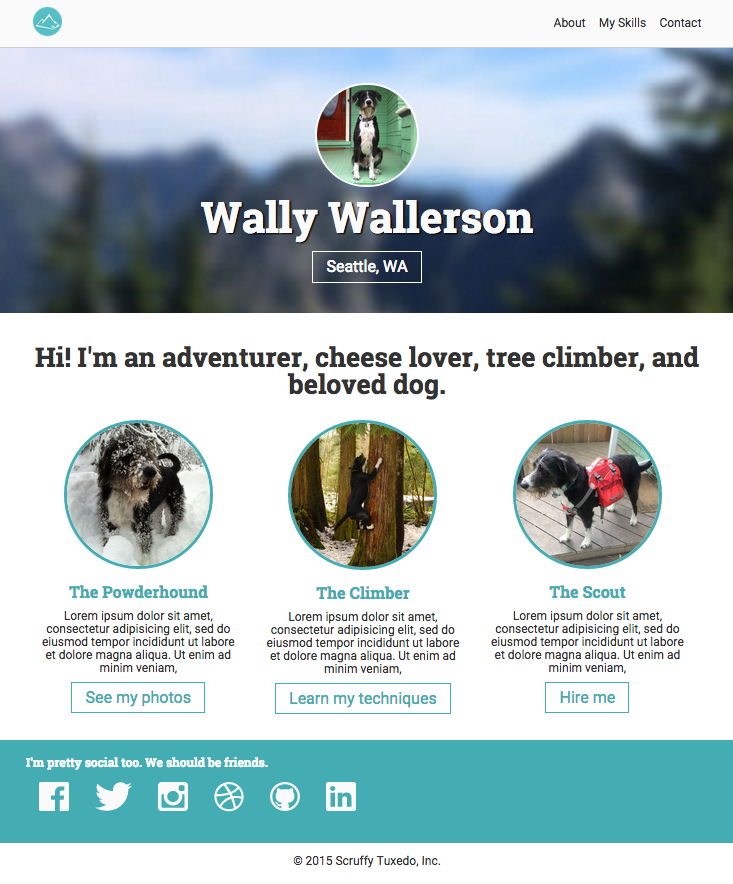 About My Skills Contact
Wally Wallerson
Seattle, WA
Hi! I'm an adventurer, cheese lover, tree climber, and
beloved dog.
The Powderhound
Lorem ipsum dolor sit amet,
consectetur adipisicing elit, sed do
eiusmod tempor incididunt ut labore
et dolore magna aliqua. Ut enim ad
minim veniam,
See my photos
The Climber
Lorem ipsum dolor sit amet,
consectetur adipisicing elit, sed do
eiusmod tempor incididunt ut labore
et dolore magna aliqua. Ut enim ad
minim veniam,
Learn my techniques
The Scout
Lorem ipsum dolor sit amet,
consectetur adipisicing elit, sed do
eiusmod tempor incididunt ut labore
et dolore magna aliqua. Ut enim ad
minim veniam,
Hire me
I'm pretty social too. We should be friends.
© 2015 Scruffy Tuxedo, Inc.